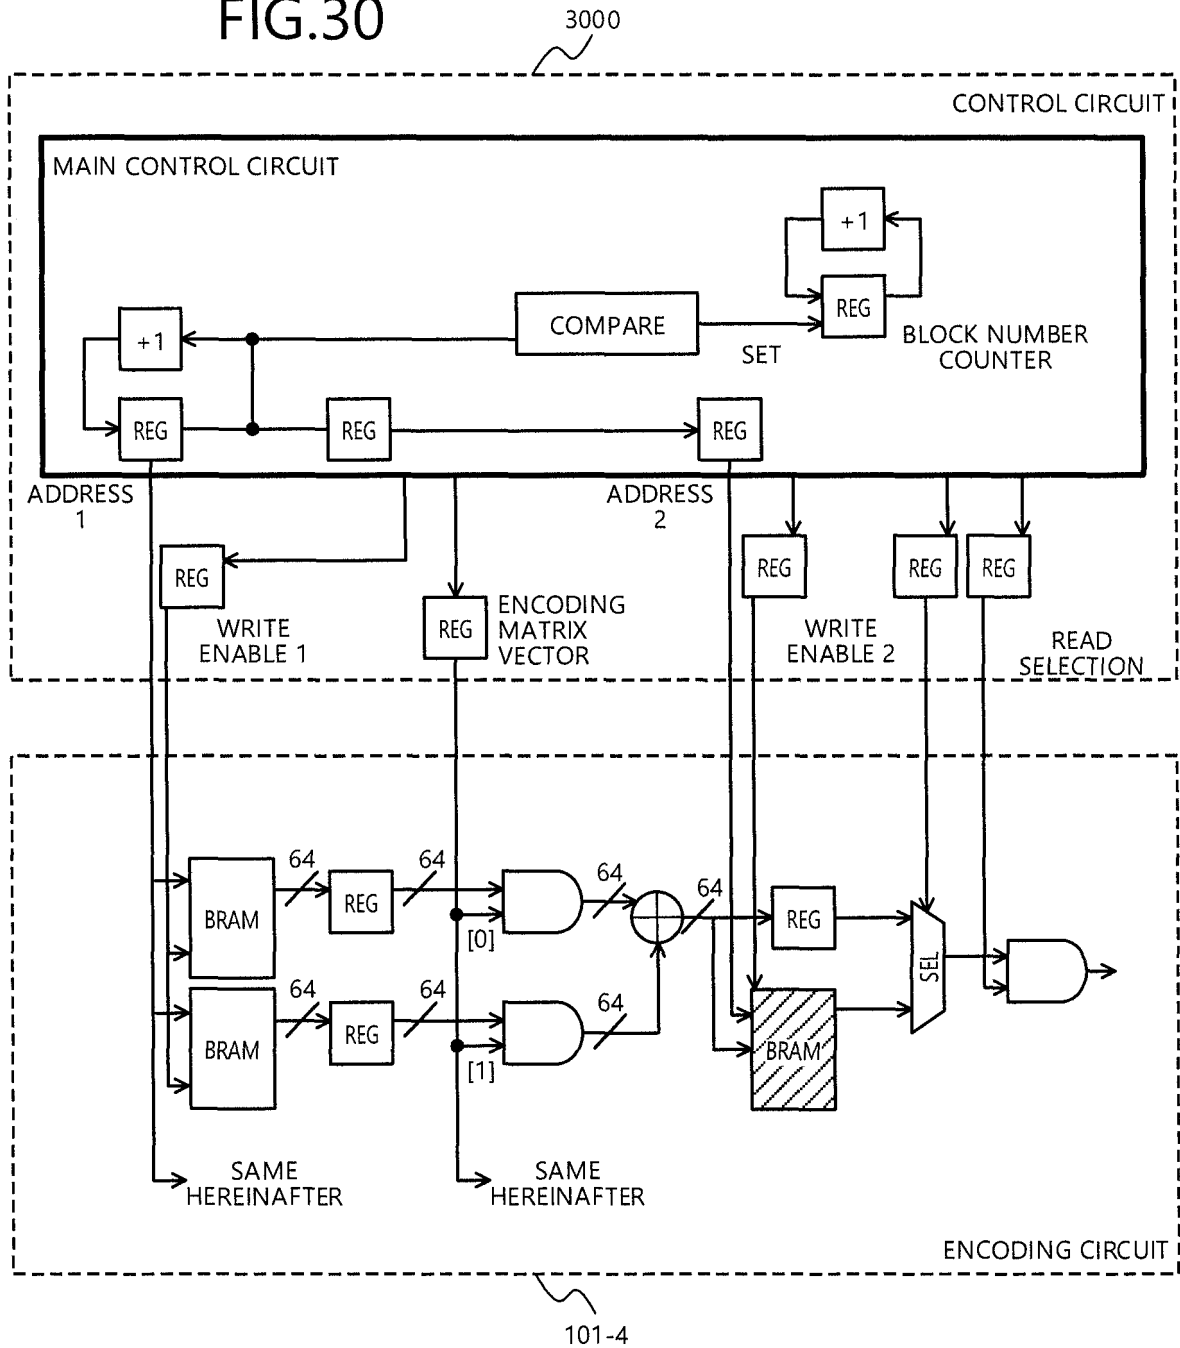 FIG.30
3000
CONTROL CIRCUIT
MAIN CONTROL CIRCUIT
+1
REG
BLOCK NUMBER
COUNTER
COMPARE
SET
+1
REG
REG
REG
ADDRESS
1
ADDRESS
2
REG
WRITE
ENABLE 1
REG
ENCODING
MATRIX
VECTOR
REG
WRITE
ENABLE 2
REG
REG
READ
SELECTION
BRAM
64
REG
64
[0]
64
64
REG
SEL
BRAM
64
REG
64
[1]
64
BRAM
SAME
HEREINAFTER
SAME
HEREINAFTER
ENCODING CIRCUIT
101-4